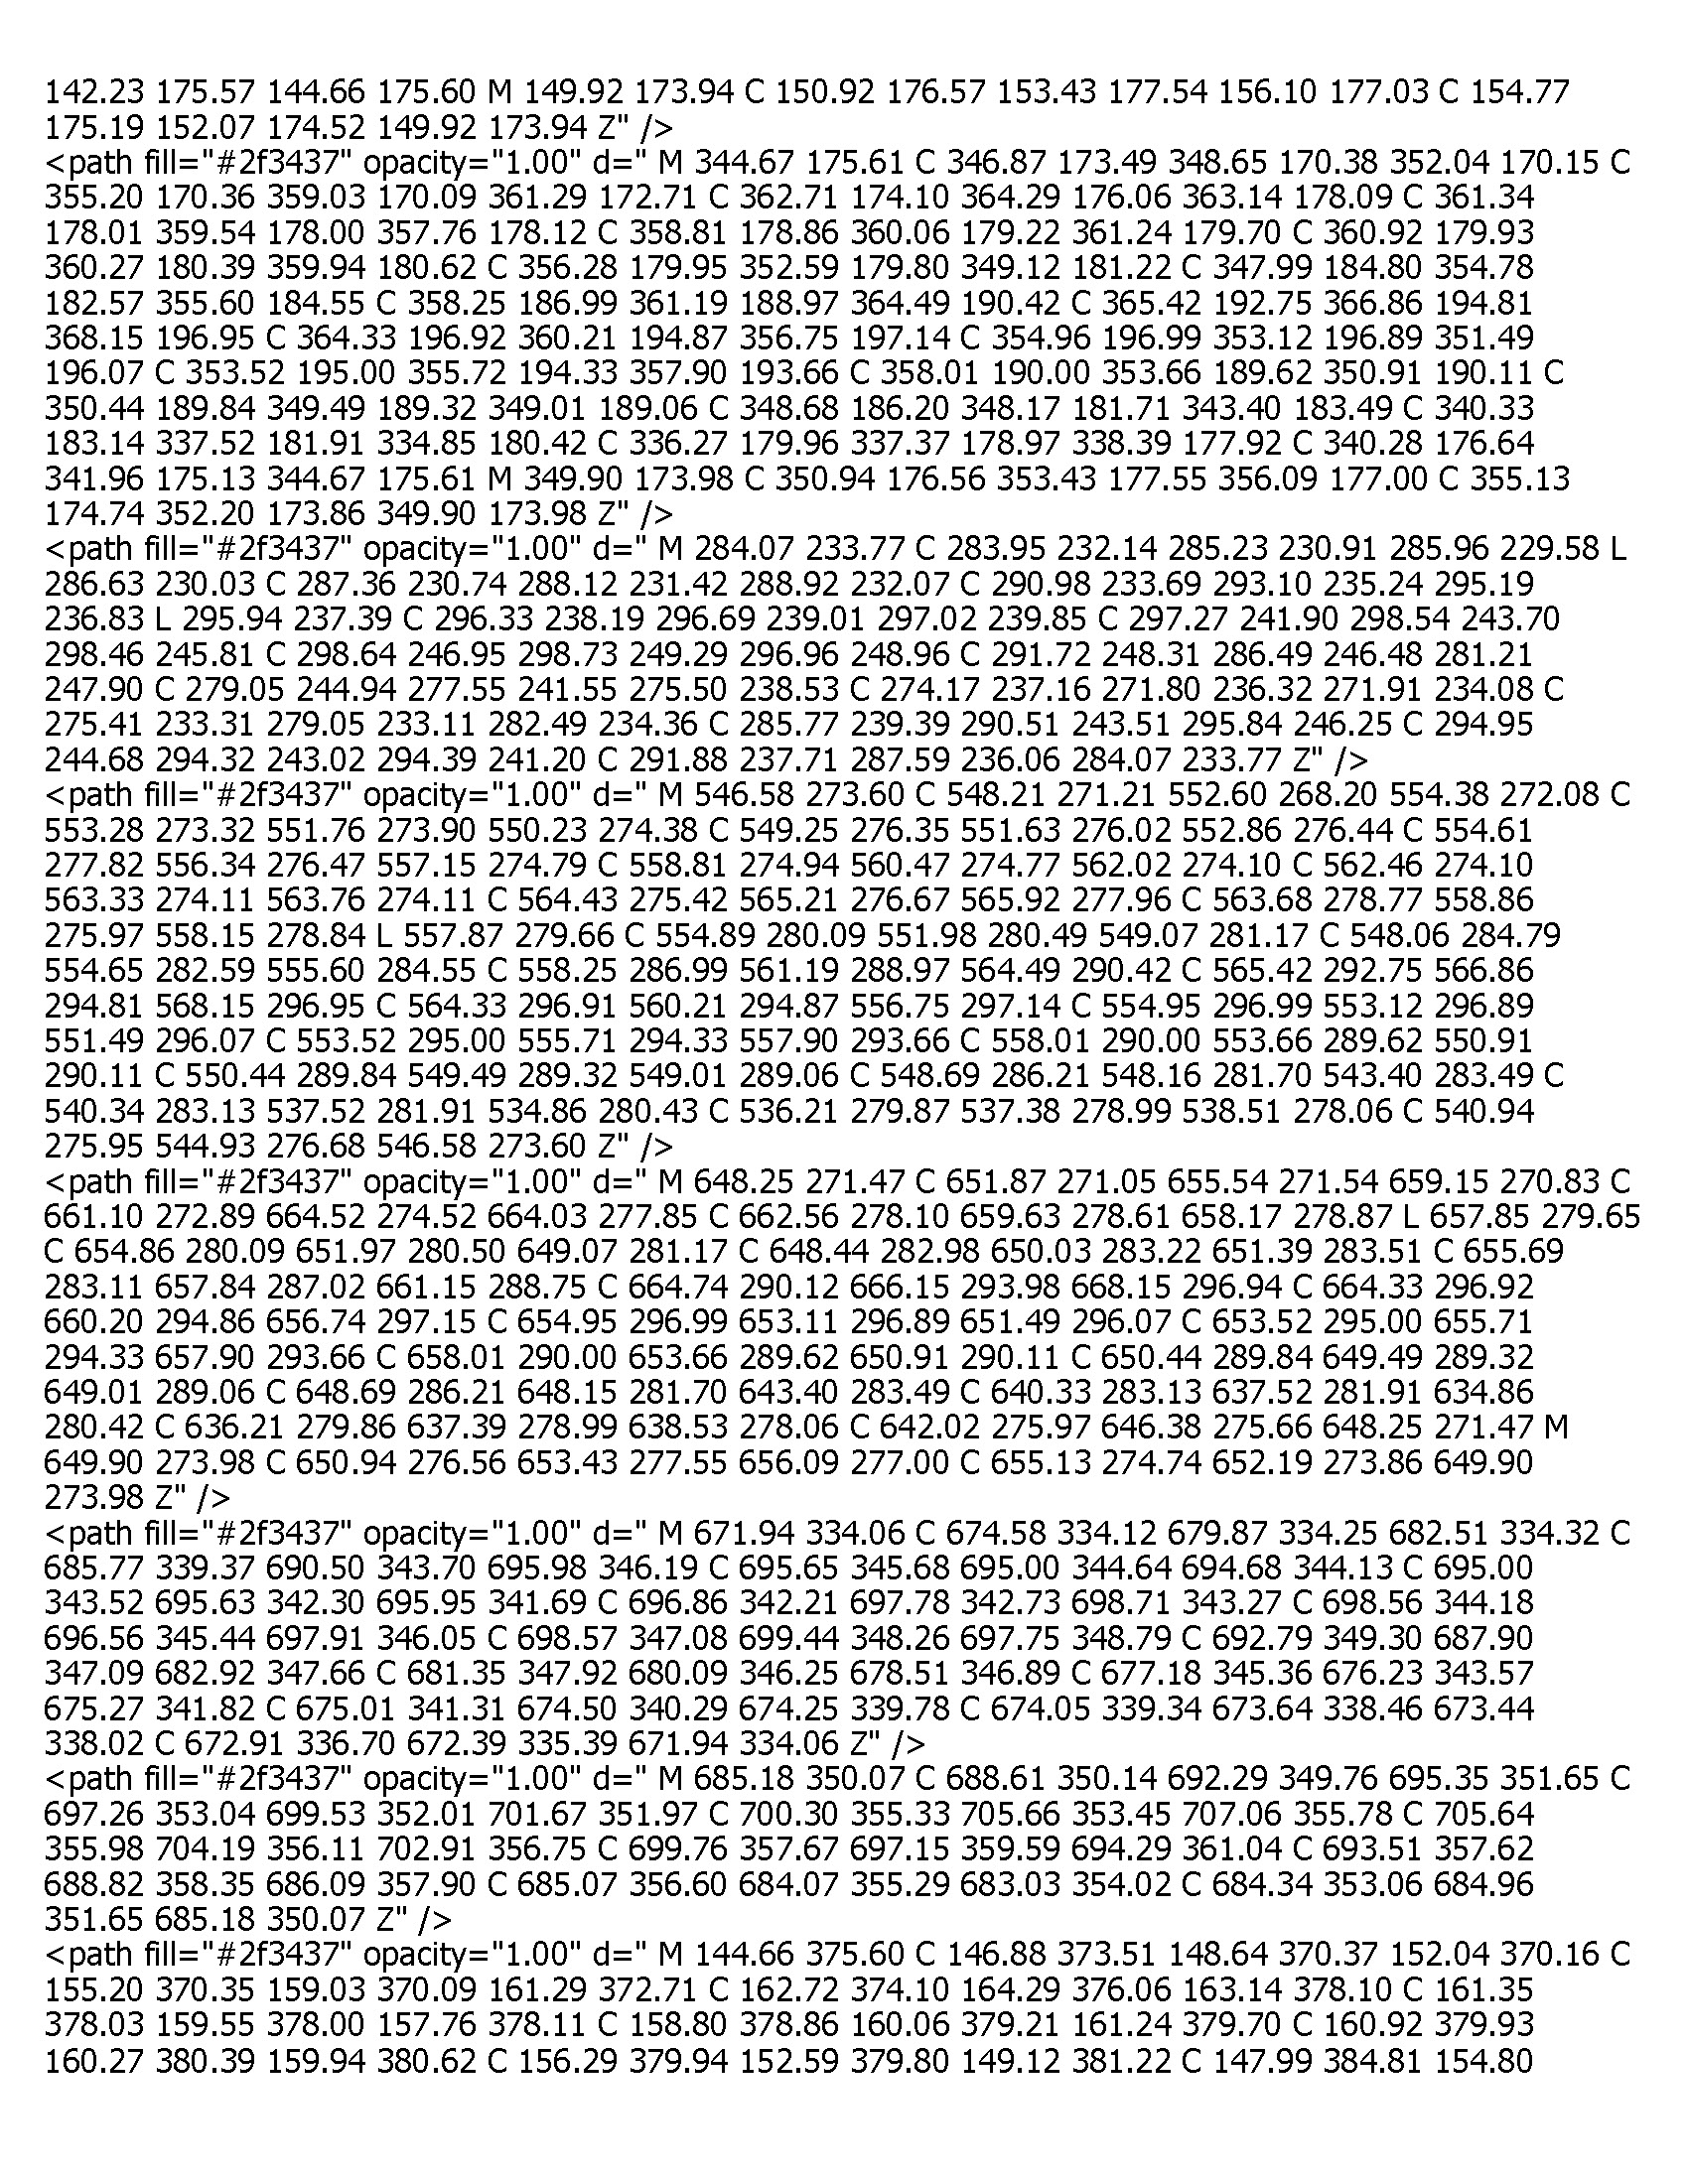 142.23 175.57 144.66 175.60 M 149.92 173.94 C 150.92 176.57 153.43 177.54 156.10 177.03 C 154.77
175.19 152.07 174.52 149.92 173.94 Z" />
<path fill="#2f3437" opacity="1.00" d=" M 344.67 175.61 C 346.87 173.49 348.65 170.38 352.04 170.15 C
355.20 170.36 359.03 170.09 361.29 172.71 C 362.71 174.10 364.29 176.06 363.14 178.09 C 361.34
178.01 359.54 178.00 357.76 178.12 C 358.81 178.86 360.06 179.22 361.24 179.70 C 360.92 179.93
360.27 180.39 359.94 180.62 C 356.28 179.95 352.59 179.80 349.12 181.22 C 347.99 184.80 354.78
182.57 355.60 184.55 C 358.25 186.99 361.19 188.97 364.49 190.42 C 365.42 192.75 366.86 194.81
368.15 196.95 C 364.33 196.92 360.21 194.87 356.75 197.14 C 354.96 196.99 353.12 196.89 351.49
196.07 C 353.52 195.00 355.72 194.33 357.90 193.66 C 358.01 190.00 353.66 189.62 350.91 190.11 C
350.44 189.84 349.49 189.32 349.01 189.06 C 348.68 186.20 348.17 181.71 343.40 183.49 C 340.33
183.14 337.52 181.91 334.85 180.42 C 336.27 179.96 337.37 178.97 338.39 177.92 C 340.28 176.64
341.96 175.13 344.67 175.61 M 349.90 173.98 C 350.94 176.56 353.43 177.55 356.09 177.00 C 355.13
174.74 352.20 173.86 349.90 173.98 Z" />
<path fill="#2f3437" opacity="1.00" d=" M 284.07 233.77 C 283.95 232.14 285.23 230.91 285.96 229.58 L
286.63 230.03 C 287.36 230.74 288.12 231.42 288.92 232.07 C 290.98 233.69 293.10 235.24 295.19
236.83 L 295.94 237.39 C 296.33 238.19 296.69 239.01 297.02 239.85 C 297.27 241.90 298.54 243.70
298.46 245.81 C 298.64 246.95 298.73 249.29 296.96 248.96 C 291.72 248.31 286.49 246.48 281.21
247.90 C 279.05 244.94 277.55 241.55 275.50 238.53 C 274.17 237.16 271.80 236.32 271.91 234.08 C
275.41 233.31 279.05 233.11 282.49 234.36 C 285.77 239.39 290.51 243.51 295.84 246.25 C 294.95
244.68 294.32 243.02 294.39 241.20 C 291.88 237.71 287.59 236.06 284.07 233.77 Z" />
<path fill="#2f3437" opacity="1.00" d=" M 546.58 273.60 C 548.21 271.21 552.60 268.20 554.38 272.08 C
553.28 273.32 551.76 273.90 550.23 274.38 C 549.25 276.35 551.63 276.02 552.86 276.44 C 554.61
277.82 556.34 276.47 557.15 274.79 C 558.81 274.94 560.47 274.77 562.02 274.10 C 562.46 274.10
563.33 274.11 563.76 274.11 C 564.43 275.42 565.21 276.67 565.92 277.96 C 563.68 278.77 558.86
275.97 558.15 278.84 L 557.87 279.66 C 554.89 280.09 551.98 280.49 549.07 281.17 C 548.06 284.79
554.65 282.59 555.60 284.55 C 558.25 286.99 561.19 288.97 564.49 290.42 C 565.42 292.75 566.86
294.81 568.15 296.95 C 564.33 296.91 560.21 294.87 556.75 297.14 C 554.95 296.99 553.12 296.89
551.49 296.07 C 553.52 295.00 555.71 294.33 557.90 293.66 C 558.01 290.00 553.66 289.62 550.91
290.11 C 550.44 289.84 549.49 289.32 549.01 289.06 C 548.69 286.21 548.16 281.70 543.40 283.49 C
540.34 283.13 537.52 281.91 534.86 280.43 C 536.21 279.87 537.38 278.99 538.51 278.06 C 540.94
275.95 544.93 276.68 546.58 273.60 Z" />
<path fill="#2f3437" opacity="1.00" d=" M 648.25 271.47 C 651.87 271.05 655.54 271.54 659.15 270.83 C
661.10 272.89 664.52 274.52 664.03 277.85 C 662.56 278.10 659.63 278.61 658.17 278.87 L 657.85 279.65
C 654.86 280.09 651.97 280.50 649.07 281.17 C 648.44 282.98 650.03 283.22 651.39 283.51 C 655.69
283.11 657.84 287.02 661.15 288.75 C 664.74 290.12 666.15 293.98 668.15 296.94 C 664.33 296.92
660.20 294.86 656.74 297.15 C 654.95 296.99 653.11 296.89 651.49 296.07 C 653.52 295.00 655.71
294.33 657.90 293.66 C 658.01 290.00 653.66 289.62 650.91 290.11 C 650.44 289.84 649.49 289.32
649.01 289.06 C 648.69 286.21 648.15 281.70 643.40 283.49 C 640.33 283.13 637.52 281.91 634.86
280.42 C 636.21 279.86 637.39 278.99 638.53 278.06 C 642.02 275.97 646.38 275.66 648.25 271.47 M
649.90 273.98 C 650.94 276.56 653.43 277.55 656.09 277.00 C 655.13 274.74 652.19 273.86 649.90
273.98 Z" />
<path fill="#2f3437" opacity="1.00" d=" M 671.94 334.06 C 674.58 334.12 679.87 334.25 682.51 334.32 C
685.77 339.37 690.50 343.70 695.98 346.19 C 695.65 345.68 695.00 344.64 694.68 344.13 C 695.00
343.52 695.63 342.30 695.95 341.69 C 696.86 342.21 697.78 342.73 698.71 343.27 C 698.56 344.18
696.56 345.44 697.91 346.05 C 698.57 347.08 699.44 348.26 697.75 348.79 C 692.79 349.30 687.90
347.09 682.92 347.66 C 681.35 347.92 680.09 346.25 678.51 346.89 C 677.18 345.36 676.23 343.57
675.27 341.82 C 675.01 341.31 674.50 340.29 674.25 339.78 C 674.05 339.34 673.64 338.46 673.44
338.02 C 672.91 336.70 672.39 335.39 671.94 334.06 Z" />
<path fill="#2f3437" opacity="1.00" d=" M 685.18 350.07 C 688.61 350.14 692.29 349.76 695.35 351.65 C
697.26 353.04 699.53 352.01 701.67 351.97 C 700.30 355.33 705.66 353.45 707.06 355.78 C 705.64
355.98 704.19 356.11 702.91 356.75 C 699.76 357.67 697.15 359.59 694.29 361.04 C 693.51 357.62
688.82 358.35 686.09 357.90 C 685.07 356.60 684.07 355.29 683.03 354.02 C 684.34 353.06 684.96
351.65 685.18 350.07 Z" />
<path fill="#2f3437" opacity="1.00" d=" M 144.66 375.60 C 146.88 373.51 148.64 370.37 152.04 370.16 C
155.20 370.35 159.03 370.09 161.29 372.71 C 162.72 374.10 164.29 376.06 163.14 378.10 C 161.35
378.03 159.55 378.00 157.76 378.11 C 158.80 378.86 160.06 379.21 161.24 379.70 C 160.92 379.93
160.27 380.39 159.94 380.62 C 156.29 379.94 152.59 379.80 149.12 381.22 C 147.99 384.81 154.80